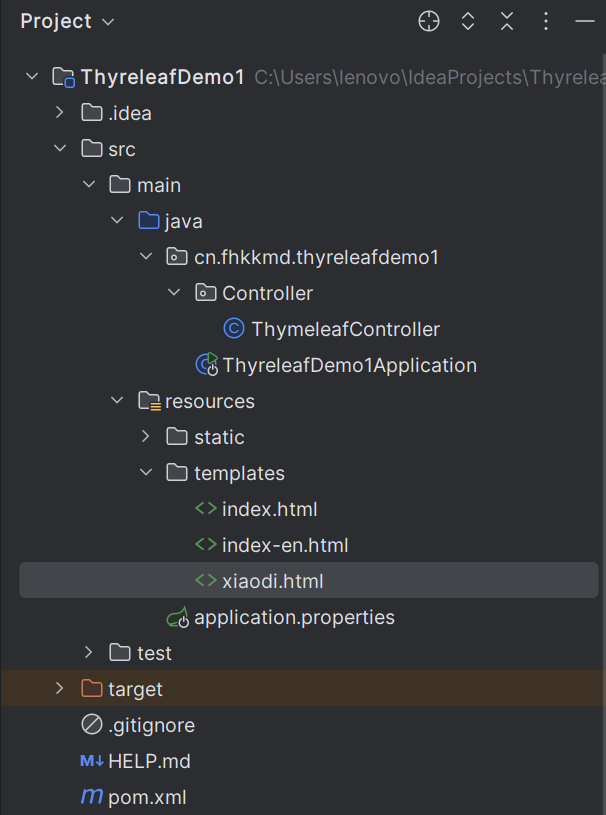 Project
ThyreleafDemo1 C:\Users\lenovo\IdeaProjects\Thyrelea
.idea
src
main
java
cn.fhkkmd.thyreleafdemo1
Controller
ThymeleafController
ThyreleafDemo1Application
resources
static
templates
index.html
index-en.html
xiaodi.html
application.properties
test
target
.gitignore
HELP.md
pom.xml